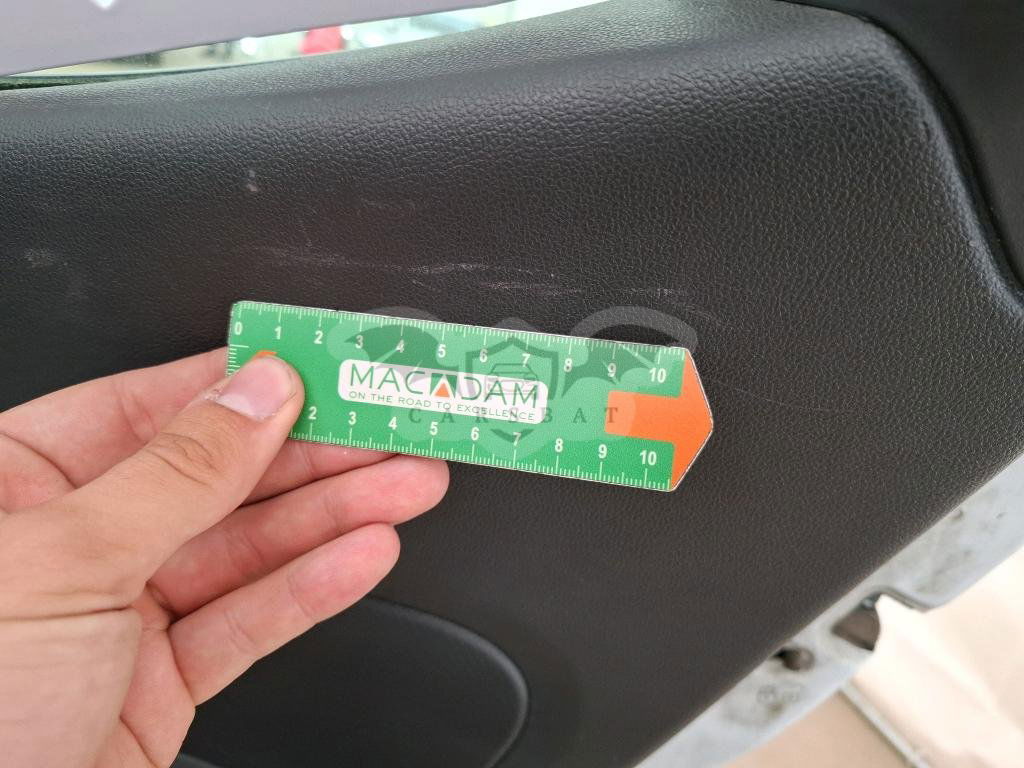 0 1 2 3 4 5 6 7 8 9 10
MACADAM
ON THE ROAD TO EXCELLENCE
CARSBAT
2 3 4 5 6 7 8 9 10